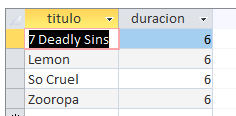 titulo duracion
7 Deadly Sins 6
Lemon 6
So Cruel 6
Zooropa 6